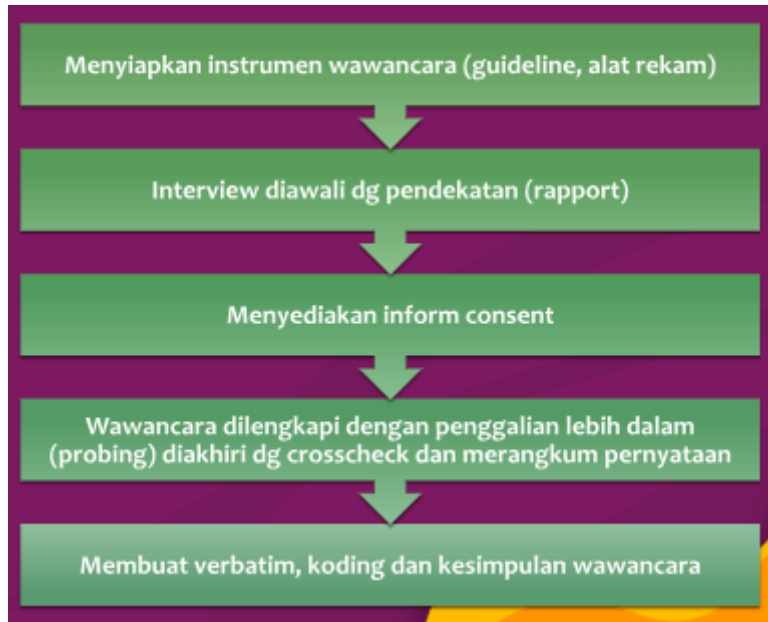 Menyiapkan instrumen wawancara (guideline, alat rekam)
Interview diawali dg pendekatan (rapport)
Menyediakan inform consent
Wawancara dilengkapi dengan penggalian lebih dalam
(probing) diakhiri dg crosscheck dan merangkum pernyataan
Membuat verbatim, koding dan kesimpulan wawancara